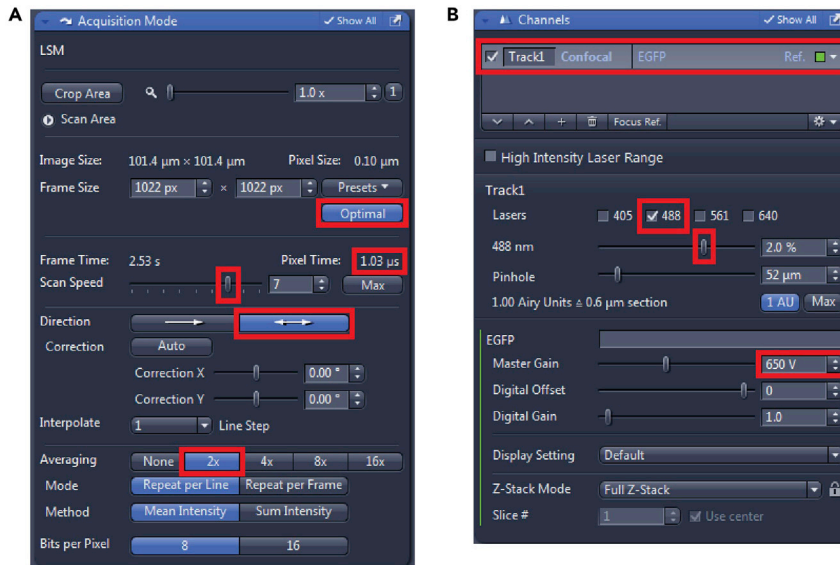 A
Acquisition Mode
Show All
LSM
Crop Area
1.0 x
1
Scan Area
Image Size: 101.4 µm × 101.4 µm Pixel Size: 0.10 µm
Frame Size 1022 px × 1022 px Presets
Optimal
Frame Time: 2.53 s Pixel Time: 1.03 µs
Scan Speed 7 Max
Direction
Correction Auto
Correction X 0.00 °
Correction Y 0.00 °
Interpolate 1 Line Step
Averaging None 2x 4x 8x 16x
Mode Repeat per Line Repeat per Frame
Method Mean Intensity Sum Intensity
Bits per Pixel 8 16
B
Channels
Show All
Track1 Confocal EGFP Ref.
Focus Ref.
High Intensity Laser Range
Track1
Lasers 405 488 561 640
488 nm 2.0 %
Pinhole 52 µm
1.00 Airy Units ≙ 0.6 µm section 1 AU Max
EGFP
Master Gain 650 V
Digital Offset 0
Digital Gain 1.0
Display Setting Default
Z-Stack Mode Full Z-Stack
Slice # 1 Use center